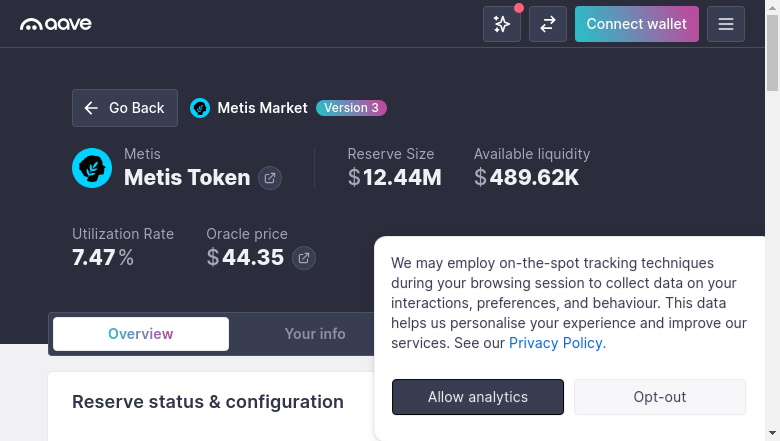 aave
Connect wallet
Go Back
Metis Market
Version 3
Metis
Metis Token
Reserve Size
$12.44M
Available liquidity
$489.62K
Utilization Rate
7.47%
Oracle price
$44.35
Overview
Your info
Reserve status & configuration
We may employ on-the-spot tracking techniques
during your browsing session to collect data on your
interactions, preferences, and behaviour. This data
helps us personalise your experience and improve our
services. See our Privacy Policy.
Allow analytics
Opt-out